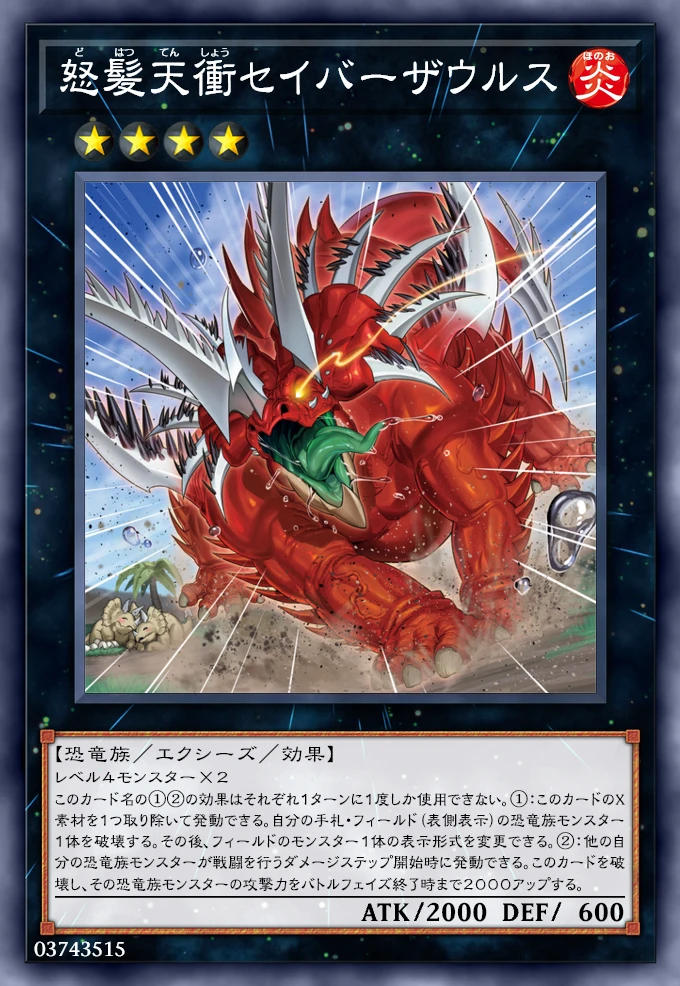 どはつてんしょう
怒髪天衝セイバーザウルス
ほのお
炎
【恐竜族／エクシーズ／効果】
レベル４モンスター×２
このカード名の①②の効果はそれぞれ１ターンに１度しか使用できない。①：このカードのX
素材を１つ取り除いて発動できる。自分の手札・フィールド（表側表示）の恐竜族モンスター
１体を破壊する。その後、フィールドのモンスター１体の表示形式を変更できる。②：他の自
分の恐竜族モンスターが戦闘を行うダメージステップ開始時に発動できる。このカードを破
壊し、その恐竜族モンスターの攻撃力をバトルフェイズ終了時まで２０００アップする。
ATK/2000 DEF/ 600
03743515